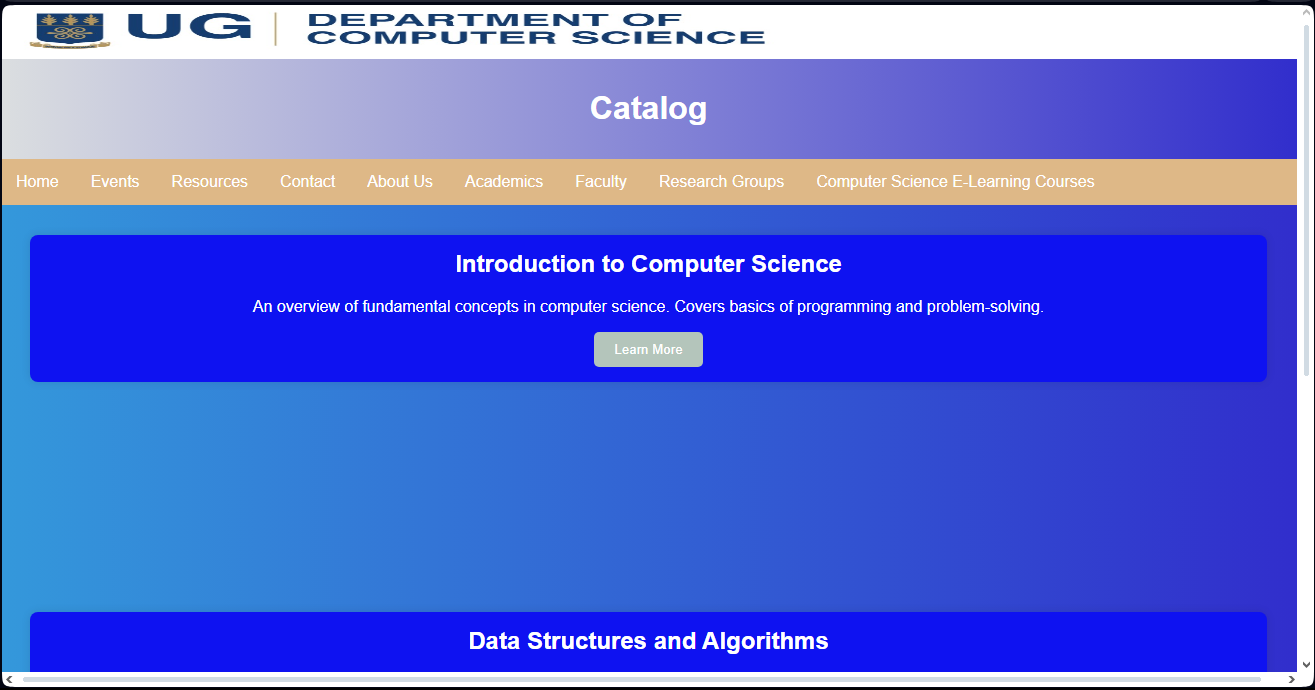 UG
DEPARTMENT OF
COMPUTER SCIENCE
Catalog
Home Events Resources Contact About Us Academics Faculty Research Groups Computer Science E-Learning Courses
Introduction to Computer Science
An overview of fundamental concepts in computer science. Covers basics of programming and problem-solving.
Learn More
Data Structures and Algorithms